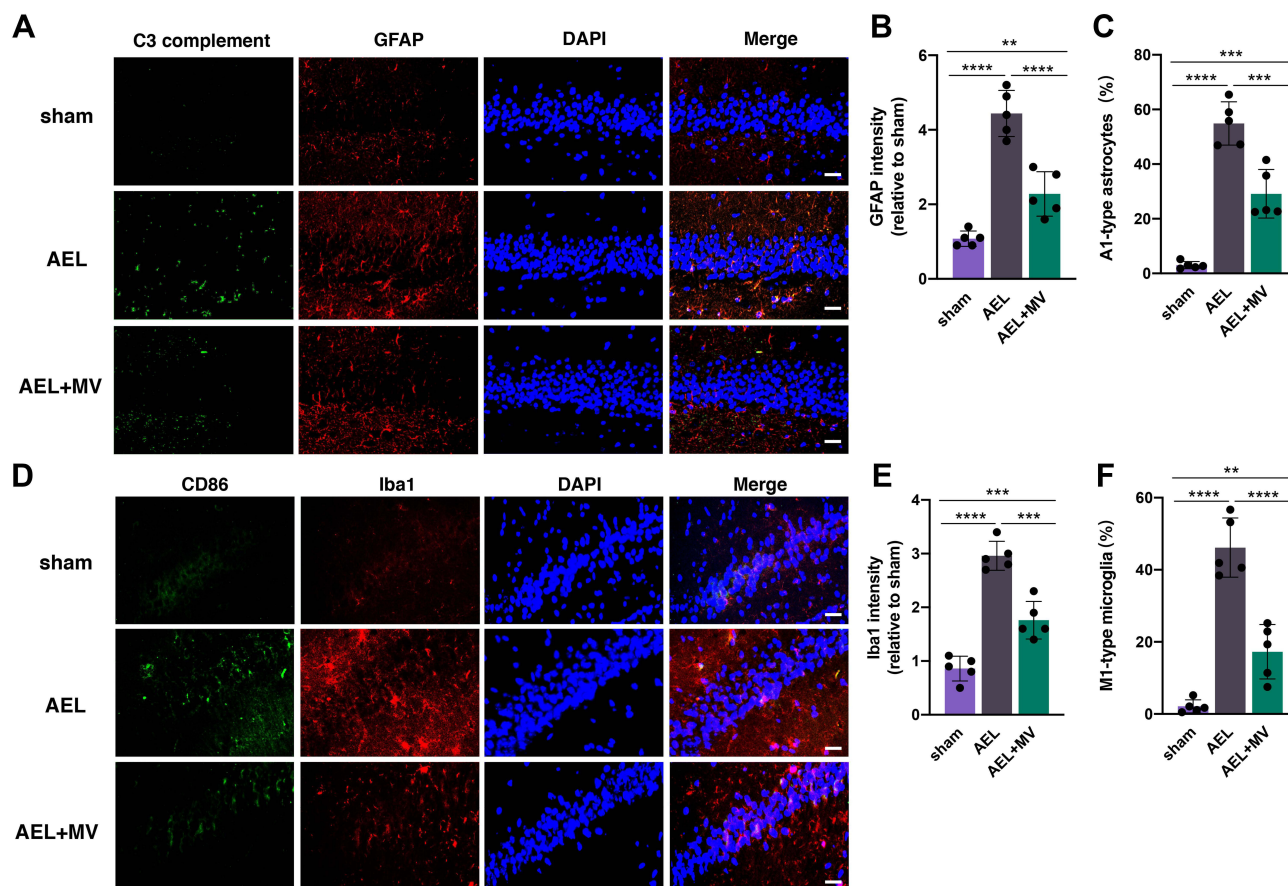 A
C3 complement GFAP DAPI Merge
sham
AEL
AEL+MV
B
GFAP intensity
(relative to sham)
6
4
2
0
**
**** ****
sham AEL AEL+MV
C
A1-type astrocytes (%)
80
60
40
20
0
***
**** ***
sham AEL AEL+MV
D
CD86 Iba1 DAPI Merge
sham
AEL
AEL+MV
E
Iba1 intensity
(relative to sham)
4
3
2
1
0
***
**** ***
sham AEL AEL+MV
F
M1-type microglia (%)
60
40
20
0
**
**** ****
sham AEL AEL+MV